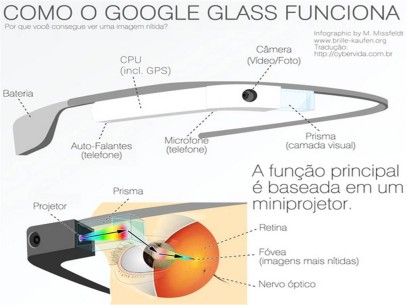 COMO O GOOGLE GLASS FUNCIONA
Por que você consegue ver uma imagem nítida?
Infographic by M. Missfeldt
www.brille-kaufen.org
Tradução:
http://cybervida.com.br
Câmera
(Vídeo/Foto)
CPU
(incl. GPS)
Bateria
Auto-Falantes
(telefone)
Microfone
(telefone)
Prisma
(camada visual)
A função principal
é baseada em um
miniprojetor.
Prisma
Projetor
Retina
Fóvea
(imagens mais nítidas)
Nervo óptico